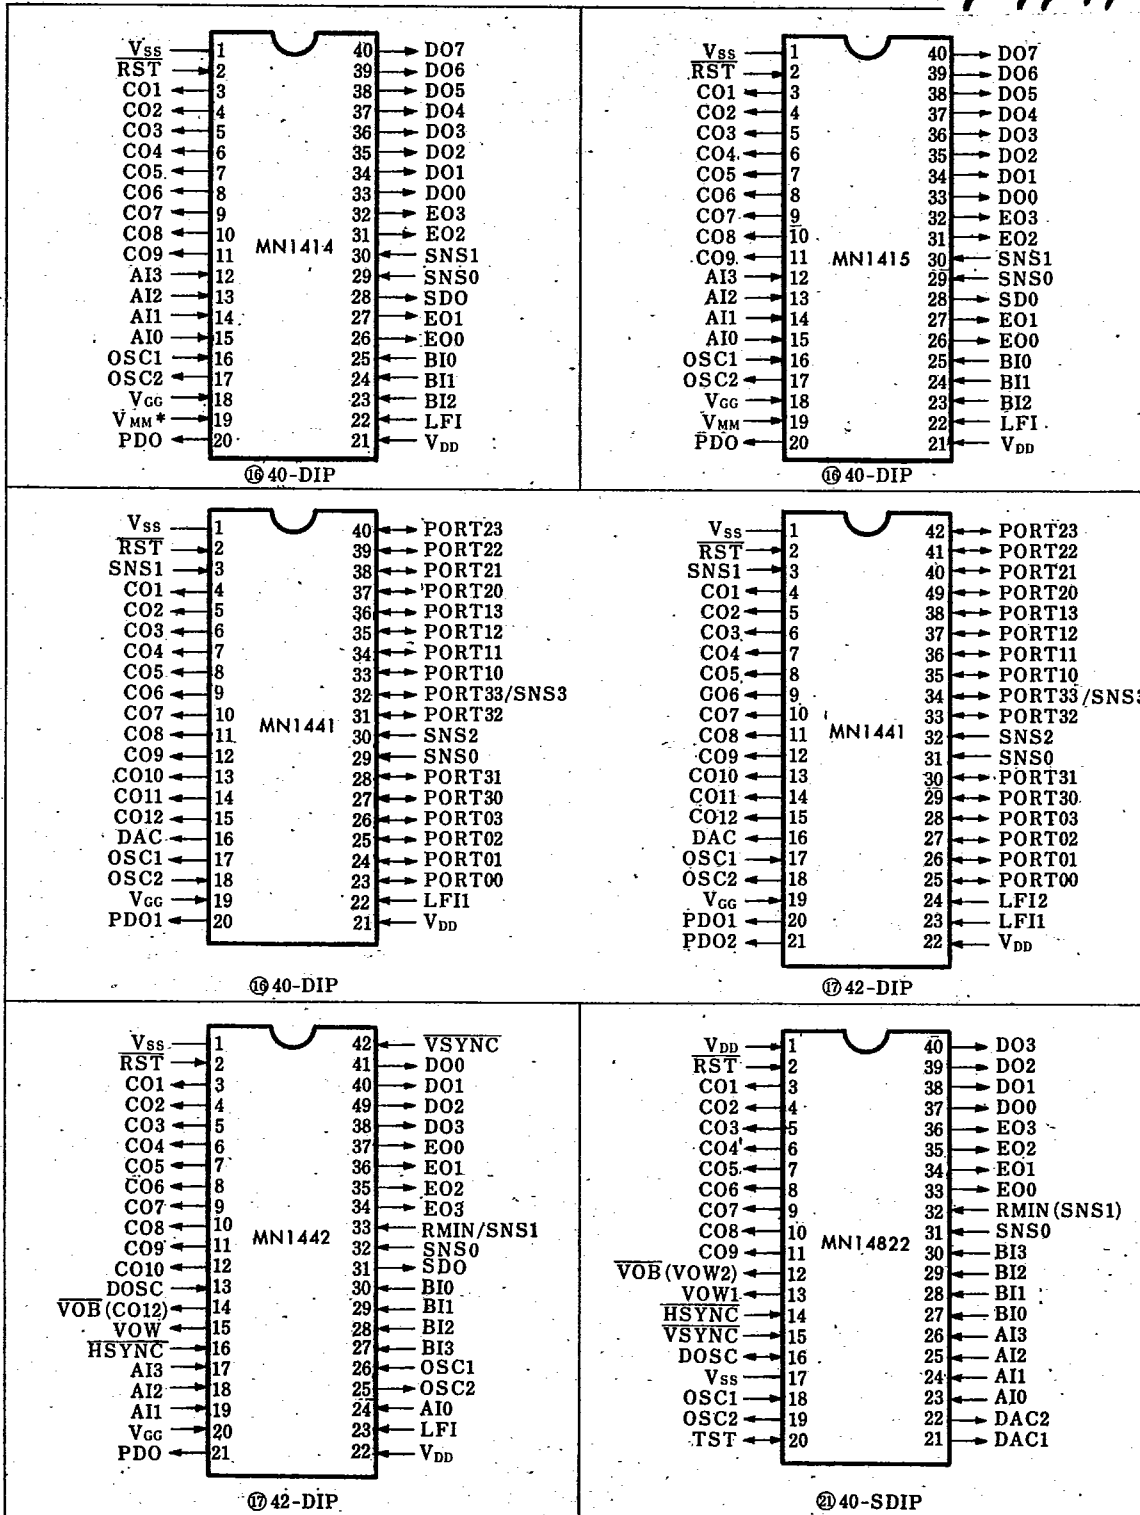 Vss 1 40 DO7
RST 2 39 DO6
CO1 3 38 DO5
CO2 4 37 DO4
CO3 5 36 DO3
CO4 6 35 DO2
CO5 7 34 DO1
CO6 8 33 DO0
CO7 9 32 EO3
CO8 10 31 EO2
CO9 11 30 SNS1
MN1414
AI3 12 29 SNS0
AI2 13 28 SDO
AI1 14 27 EO1
AI0 15 26 EO0
OSC1 16 25 BI0
OSC2 17 24 BI1
VGG 18 23 BI2
VMM* 19 22 LFI
PDO 20 21 VDD
⑯ 40-DIP
Vss 1 40 DO7
RST 2 39 DO6
CO1 3 38 DO5
CO2 4 37 DO4
CO3 5 36 DO3
CO4 6 35 DO2
CO5 7 34 DO1
CO6 8 33 DO0
CO7 9 32 EO3
CO8 10 31 EO2
CO9 11 30 SNS1
MN1415
AI3 12 29 SNS0
AI2 13 28 SD0
AI1 14 27 EO1
AI0 15 26 EO0
OSC1 16 25 BI0
OSC2 17 24 BI1
VGG 18 23 BI2
VMM 19 22 LFI
PDO 20 21 VDD
⑯ 40-DIP
Vss 1 40 PORT23
RST 2 39 PORT22
SNS1 3 38 PORT21
CO1 4 37 PORT20
CO2 5 36 PORT13
CO3 6 35 PORT12
CO4 7 34 PORT11
CO5 8 33 PORT10
CO6 9 32 PORT33/SNS3
CO7 10 31 PORT32
MN1441
CO8 11 30 SNS2
CO9 12 29 SNS0
CO10 13 28 PORT31
CO11 14 27 PORT30
CO12 15 26 PORT03
DAC 16 25 PORT02
OSC1 17 24 PORT01
OSC2 18 23 PORT00
VGG 19 22 LFI1
PDO1 20 21 VDD
⑯ 40-DIP
Vss 1 42 PORT23
RST 2 41 PORT22
SNS1 3 40 PORT21
CO1 4 49 PORT20
CO2 5 38 PORT13
CO3 6 37 PORT12
CO4 7 36 PORT11
CO5 8 35 PORT10
GO6 9 34 PORT33/SNS3
CO7 10 33 PORT32
MN1441
CO8 11 32 SNS2
CO9 12 31 SNS0
CO10 13 30 PORT31
CO11 14 29 PORT30
CO12 15 28 PORT03
DAC 16 27 PORT02
OSC1 17 26 PORT01
OSC2 18 25 PORT00
VGG 19 24 LFI2
PDO1 20 23 LFI1
PDO2 21 22 VDD
⑰ 42-DIP
Vss 1 42 VSYNC
RST 2 41 DO0
CO1 3 40 DO1
CO2 4 49 DO2
CO3 5 38 DO3
CO4 6 37 EO0
CO5 7 36 EO1
CO6 8 35 EO2
CO7 9 34 EO3
CO8 10 33 RMIN/SNS1
MN1442
CO9 11 32 SNS0
CO10 12 31 SDO
DOSC 13 30 BI0
VOB(CO12) 14 29 BI1
VOW 15 28 BI2
HSYNC 16 27 BI3
AI3 17 26 OSC1
AI2 18 25 OSC2
AI1 19 24 AI0
VGG 20 23 LFI
PDO 21 22 VDD
⑰ 42-DIP
VDD 1 40 DO3
RST 2 39 DO2
CO1 3 38 DO1
CO2 4 37 DO0
CO3 5 36 EO3
CO4 6 35 EO2
CO5 7 34 EO1
CO6 8 33 EO0
CO7 9 32 RMIN(SNS1)
CO8 10 31 SNS0
MN14822
CO9 11 30 BI3
VOB(VOW2) 12 29 BI2
VOW1 13 28 BI1
HSYNC 14 27 BI0
VSYNC 15 26 AI3
DOSC 16 25 AI2
Vss 17 24 AI1
OSC1 18 23 AI0
OSC2 19 22 DAC2
TST 20 21 DAC1
㉑ 40-SDIP